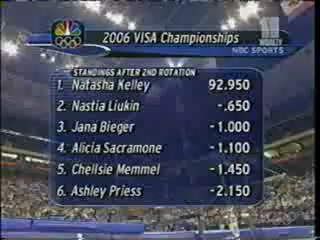 2006 VISA Championships
NBC SPORTS
STANDINGS AFTER 2ND ROTATION
1. Natasha Kelley 92.950
2. Nastia Liukin -.650
3. Jana Bieger -1.000
4. Alicia Sacramone -1.100
5. Chellsie Memmel -1.450
6. Ashley Priess -2.150